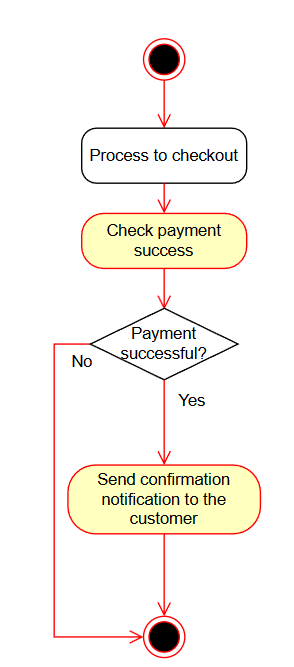 Process to checkout
Check payment
success
Payment
successful?
No
Yes
Send confirmation
notification to the
customer